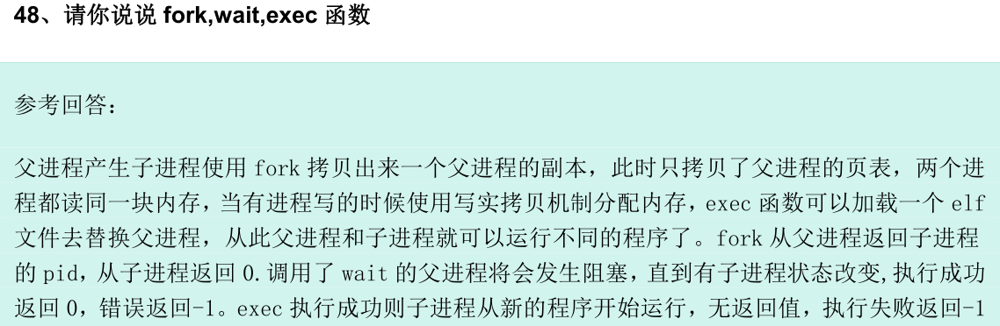 48、请你说说 fork,wait,exec 函数
参考回答：
父进程产生子进程使用 fork 拷贝出来一个父进程的副本，此时只拷贝了父进程的页表，两个进
程都读同一块内存，当有进程写的时候使用写实拷贝机制分配内存，exec 函数可以加载一个 elf
文件去替换父进程，从此父进程和子进程就可以运行不同的程序了。fork 从父进程返回子进程
的 pid，从子进程返回 0.调用了 wait 的父进程将会发生阻塞，直到有子进程状态改变,执行成功
返回 0，错误返回-1。exec 执行成功则子进程从新的程序开始运行，无返回值，执行失败返回-1